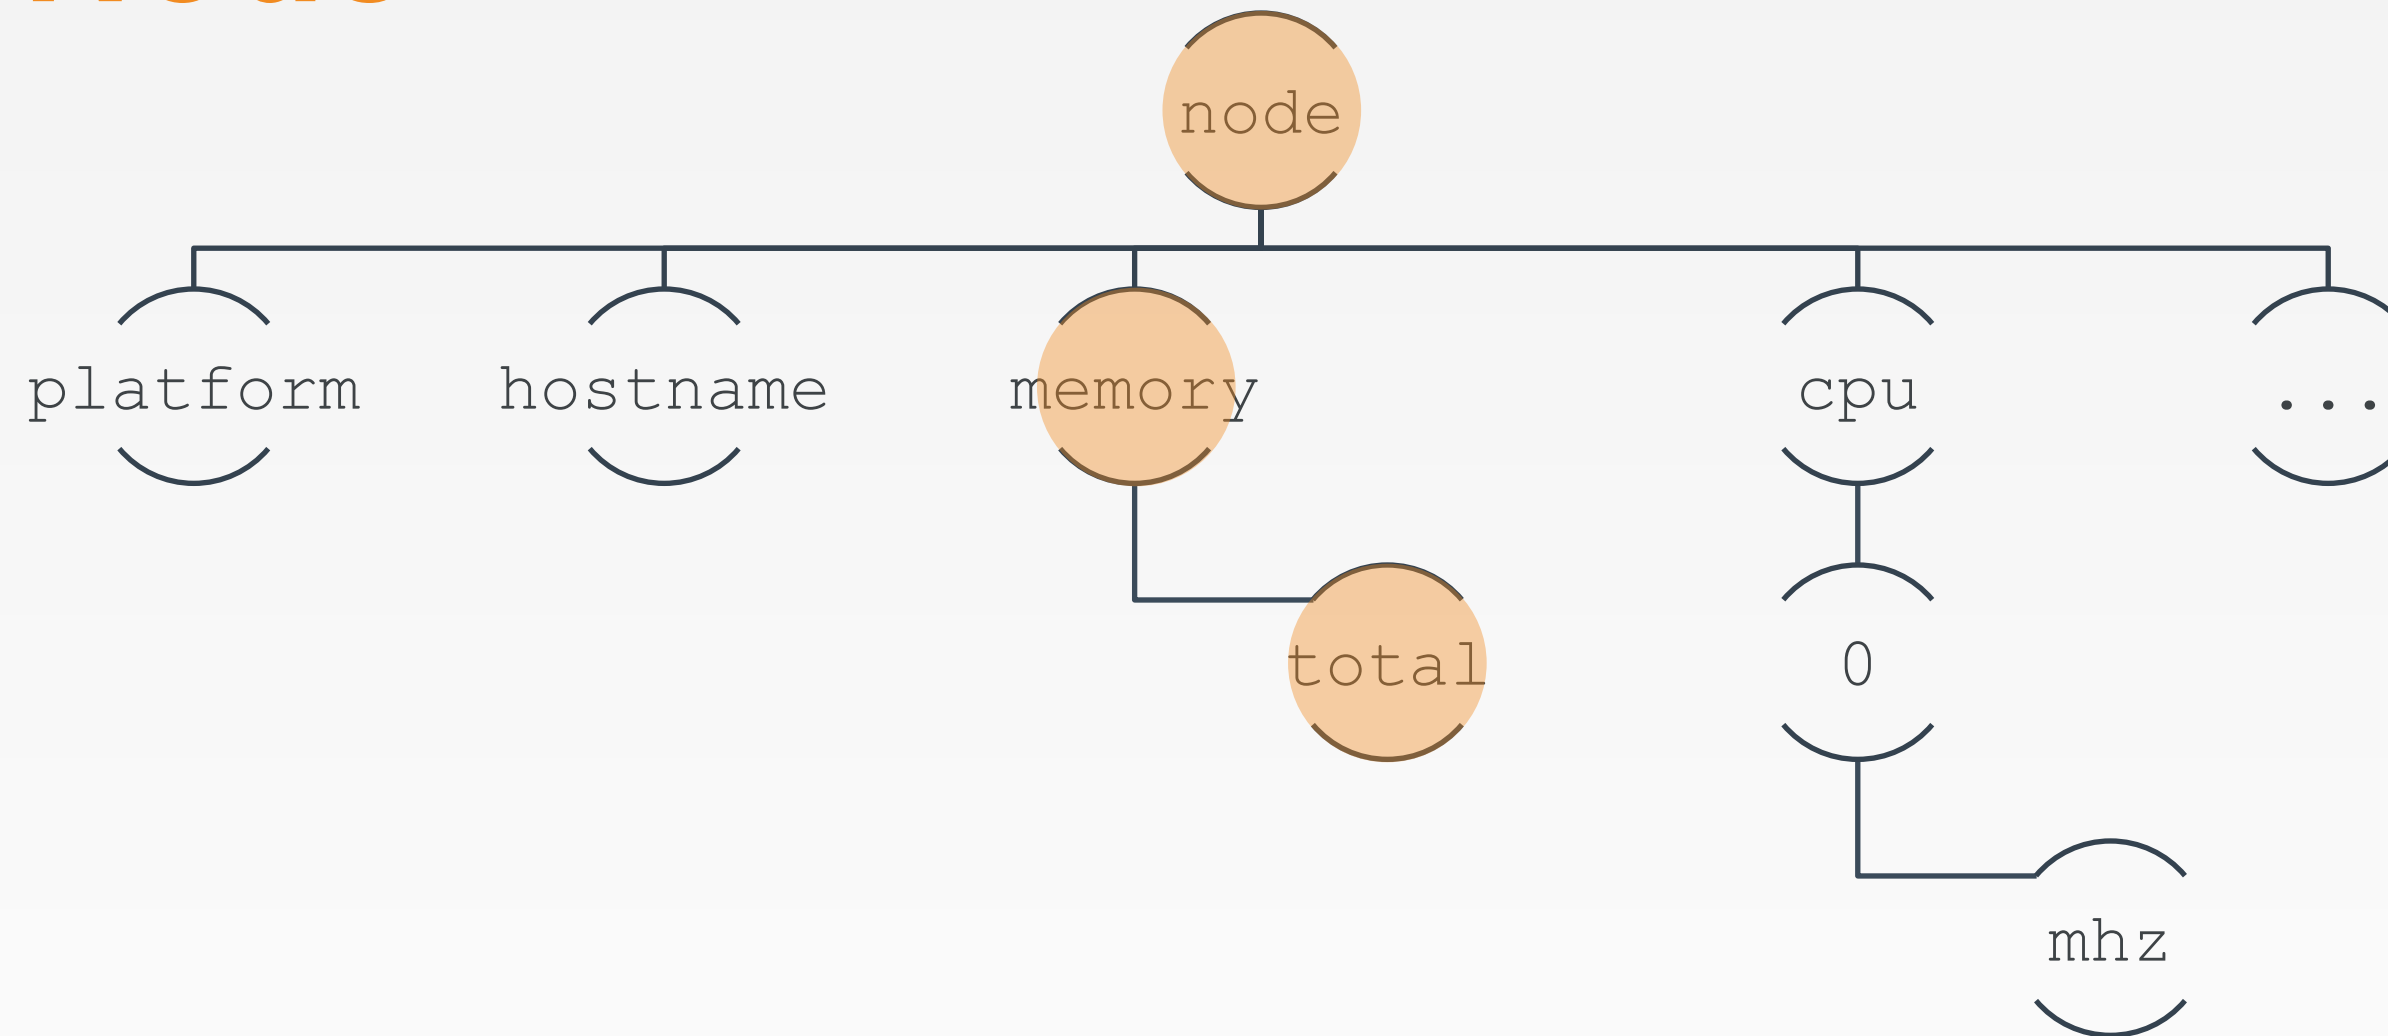 node
platform
hostname
memory
cpu
...
total
0
mhz